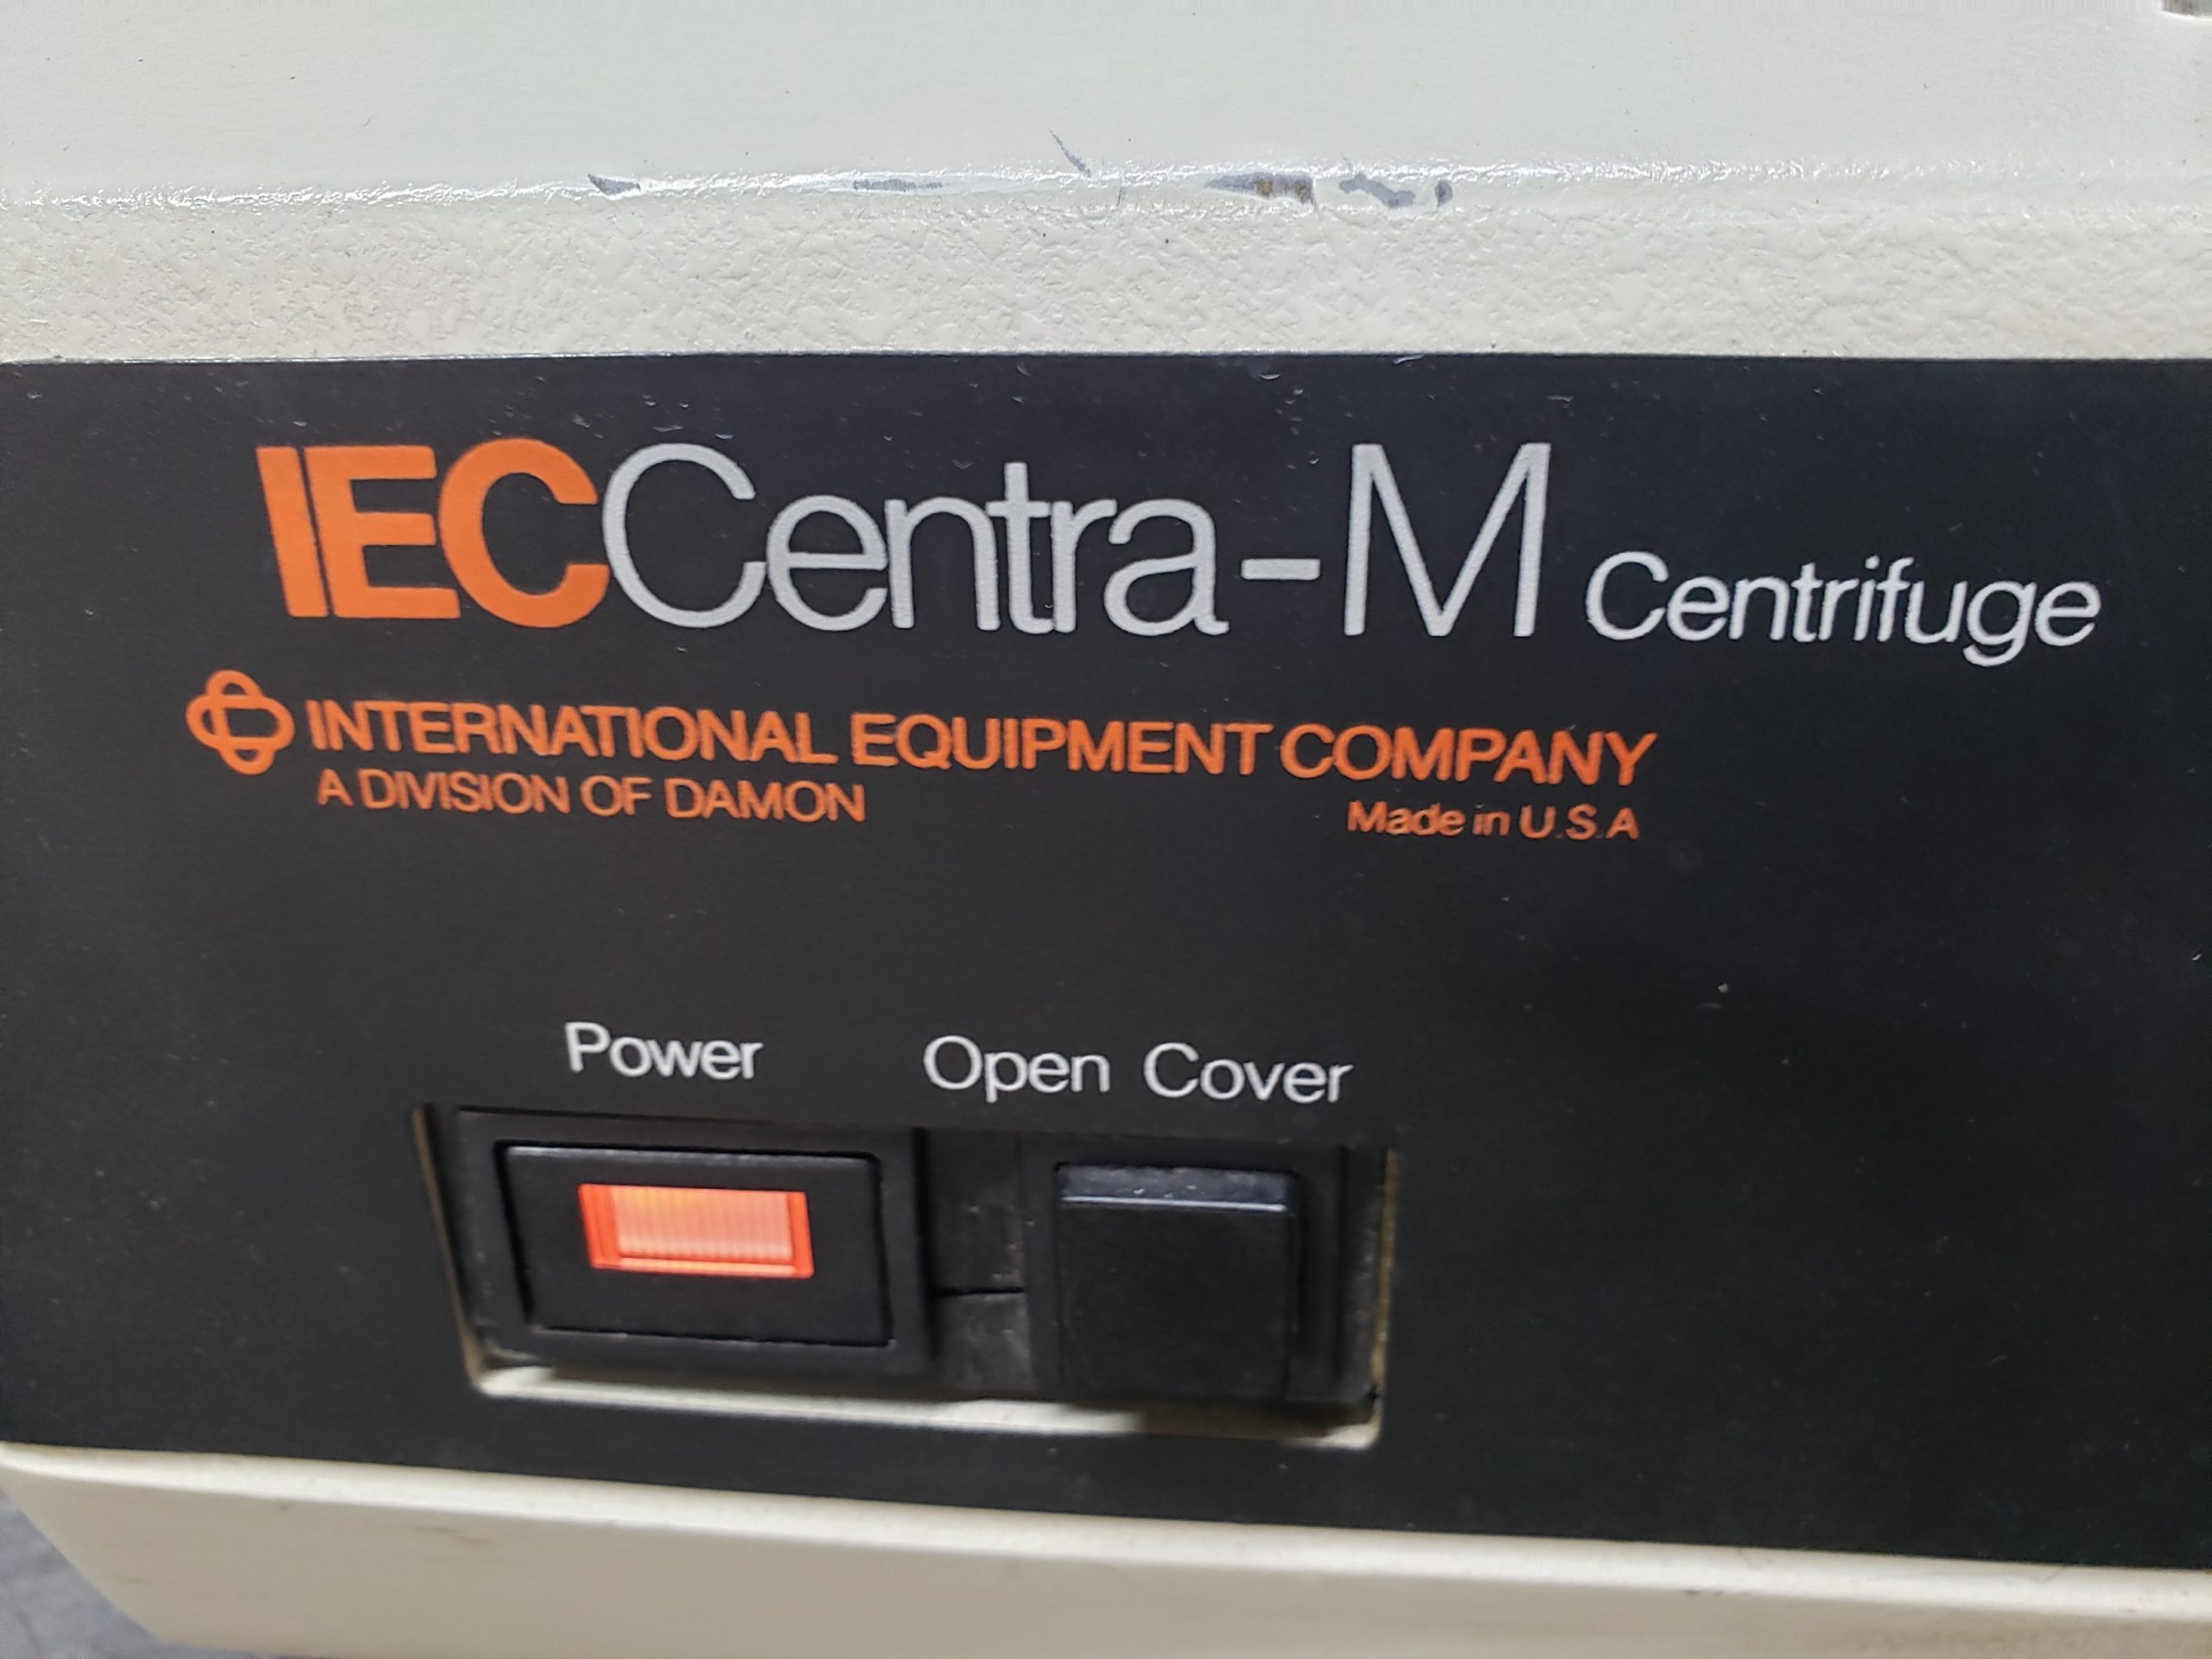 IECCentra-M Centrifuge
INTERNATIONAL EQUIPMENT COMPANY
A DIVISION OF DAMON Made in U.S.A
Power Open Cover